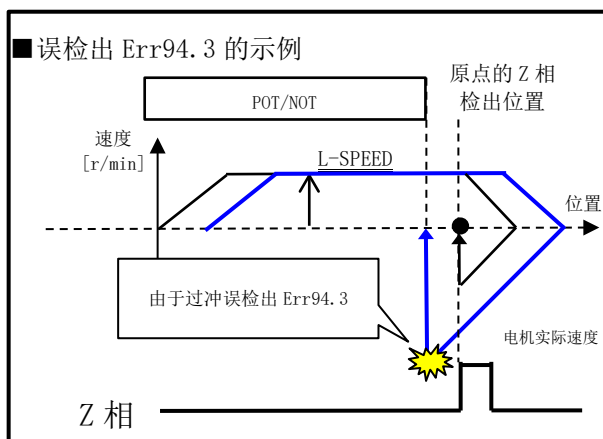 ■误检出 Err94.3 的示例
原点的 Z 相
检出位置
POT/NOT
速度
[r/min]
L-SPEED
位置
由于过冲误检出 Err94.3
电机实际速度
Z 相